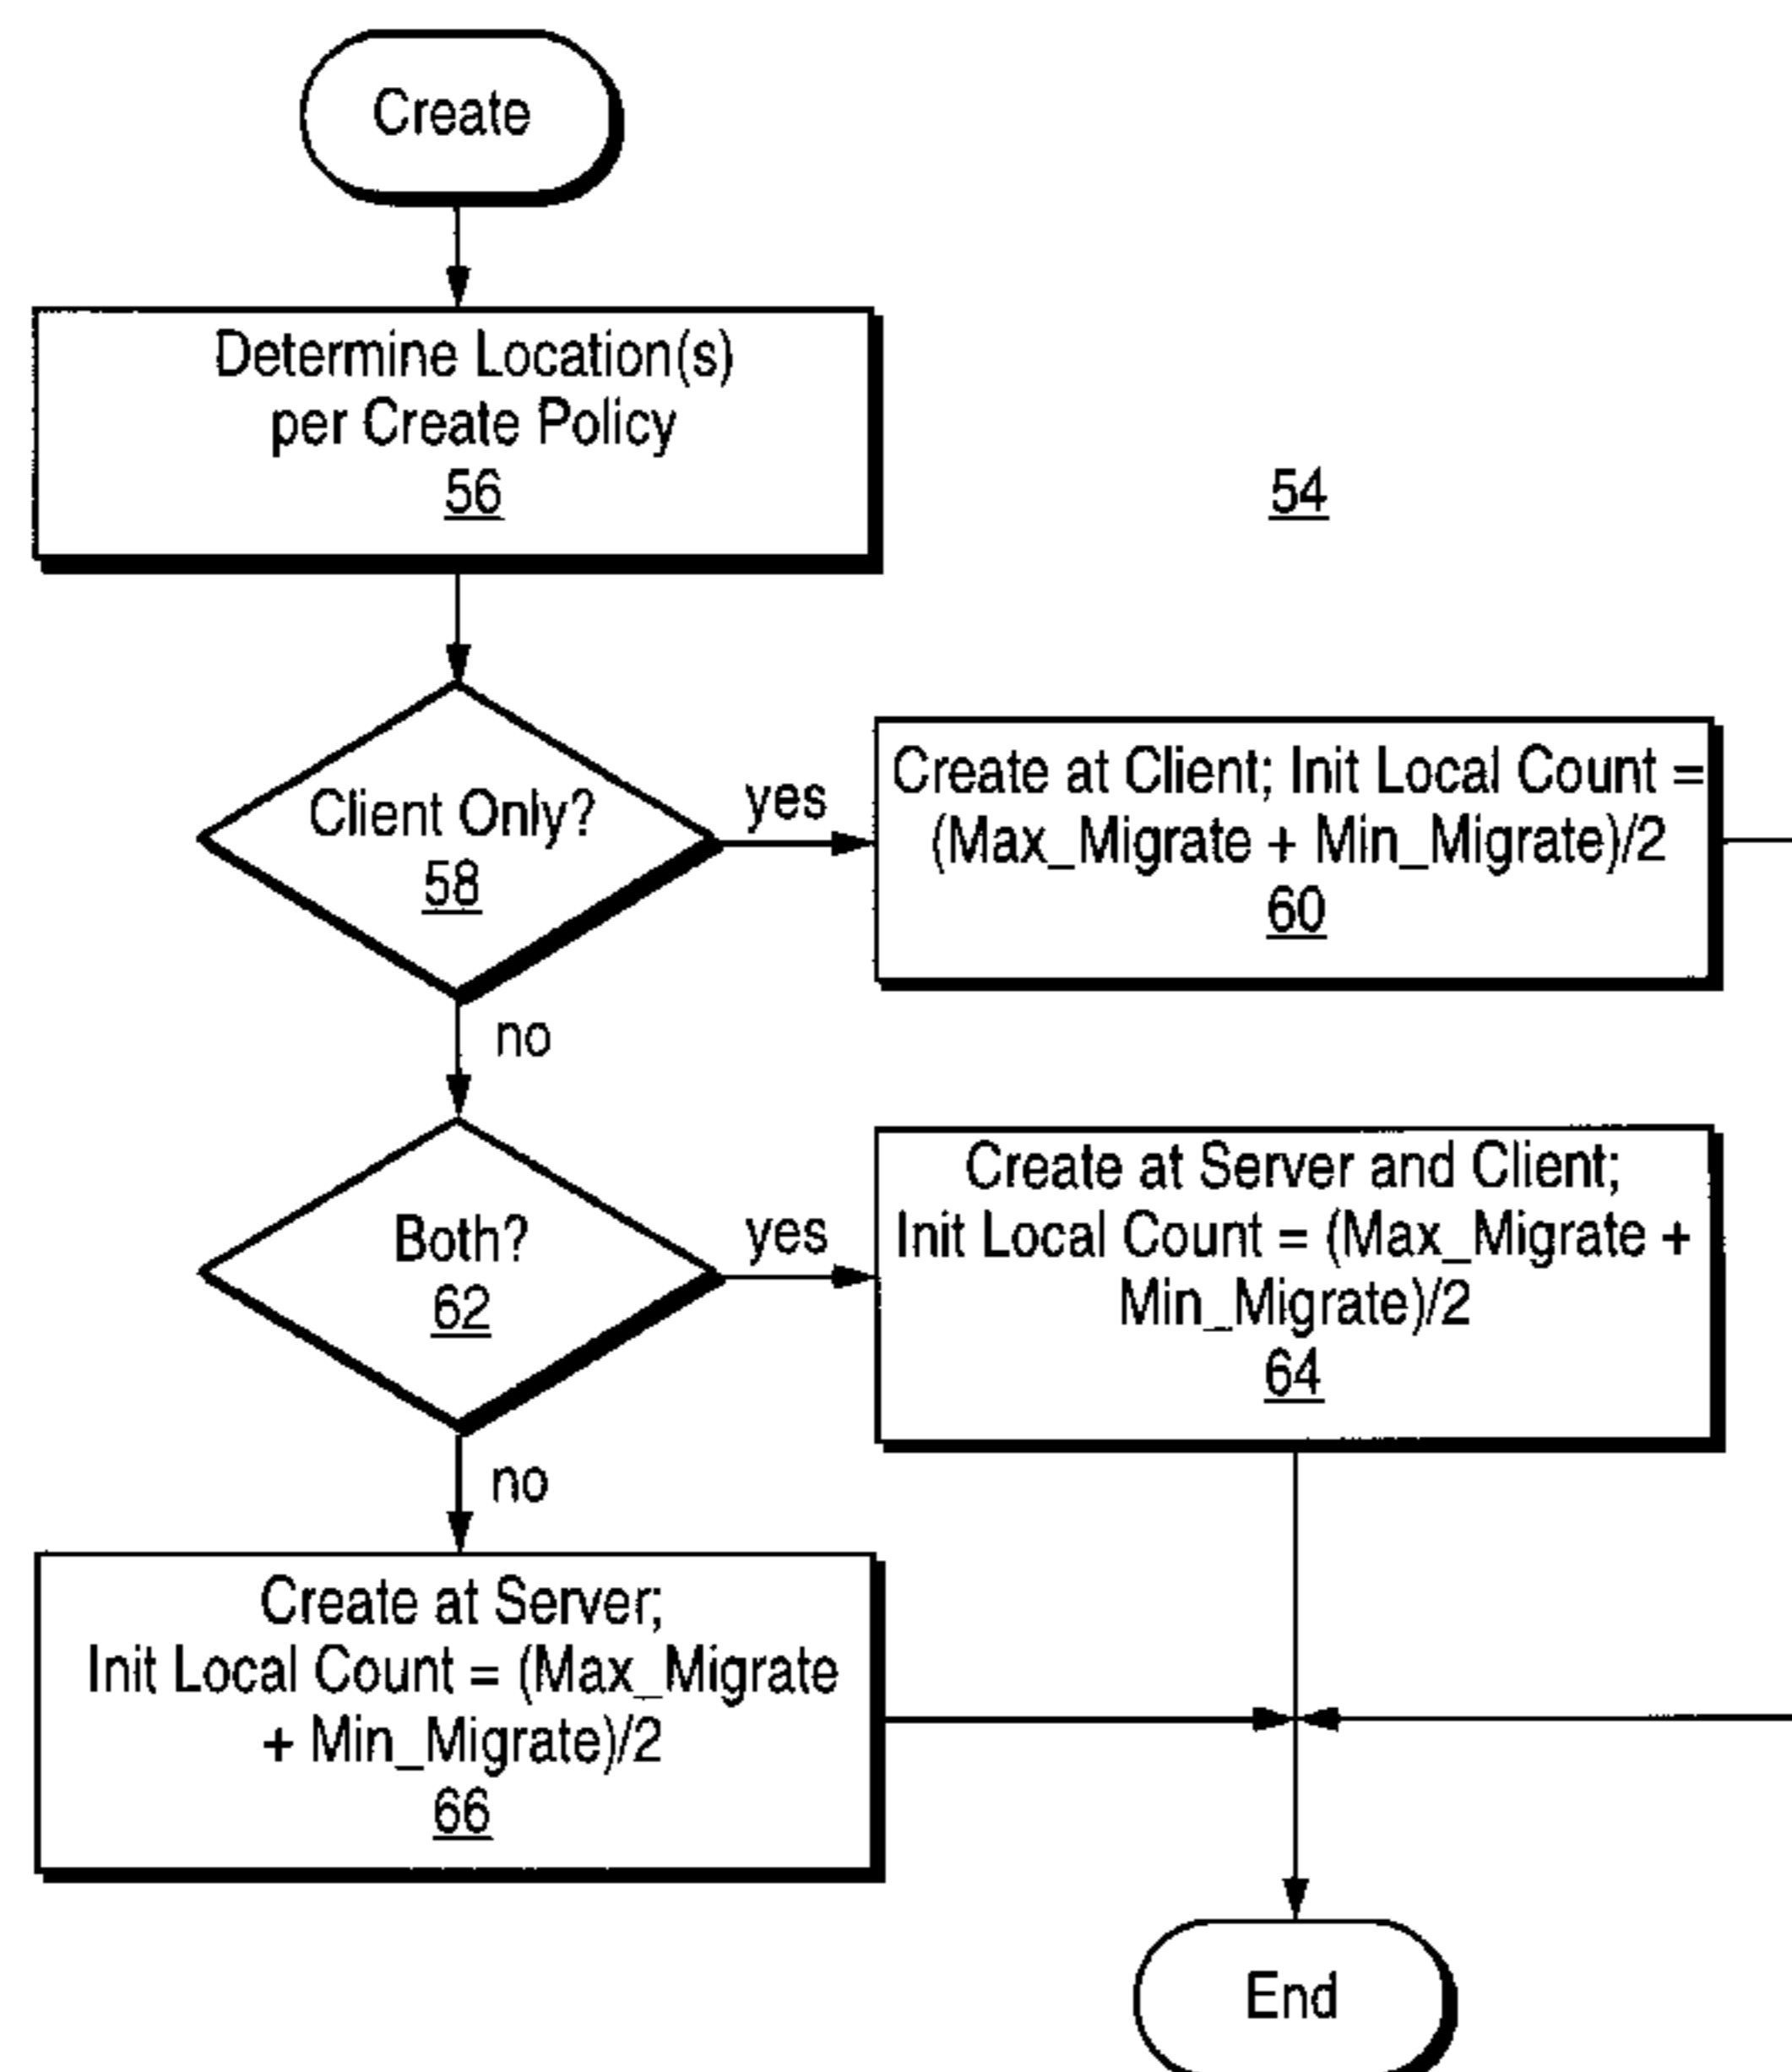 Create
Determine Location(s)
per Create Policy
56
54
Client Only?
58
yes
Create at Client; Init Local Count =
(Max_Migrate + Min_Migrate)/2
60
no
Both?
62
yes
Create at Server and Client;
Init Local Count = (Max_Migrate +
Min_Migrate)/2
64
no
Create at Server;
Init Local Count = (Max_Migrate
+ Min_Migrate)/2
66
End